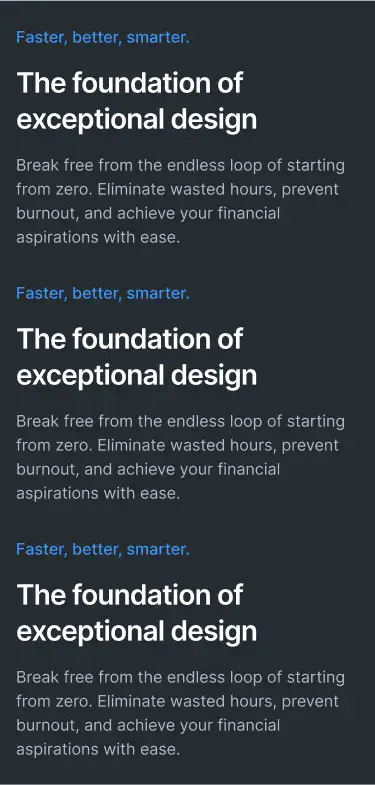 Faster, better, smarter.
The foundation of
exceptional design
Break free from the endless loop of starting
from zero. Eliminate wasted hours, prevent
burnout, and achieve your financial
aspirations with ease.
Faster, better, smarter.
The foundation of
exceptional design
Break free from the endless loop of starting
from zero. Eliminate wasted hours, prevent
burnout, and achieve your financial
aspirations with ease.
Faster, better, smarter.
The foundation of
exceptional design
Break free from the endless loop of starting
from zero. Eliminate wasted hours, prevent
burnout, and achieve your financial
aspirations with ease.